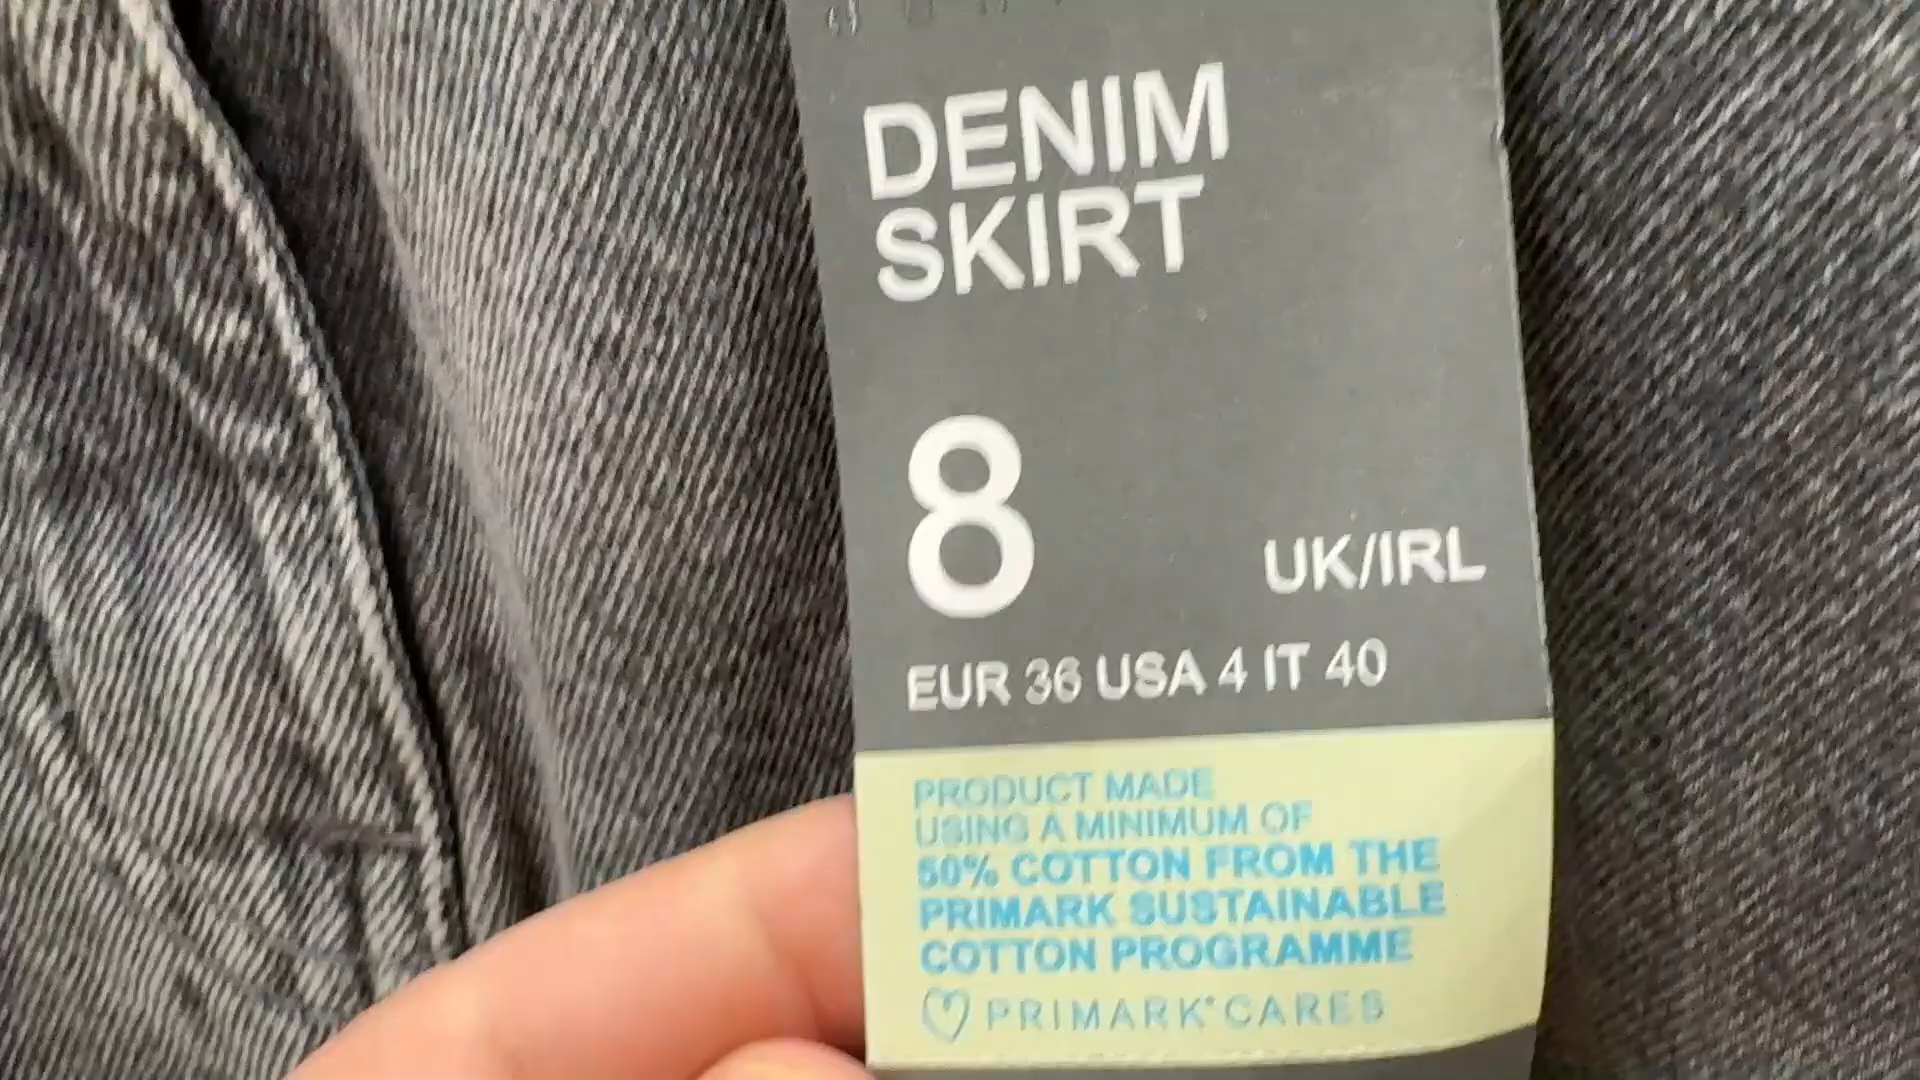 DENIM
SKIRT
8
UK/IRL
EUR 36 USA 4 IT 40
PRODUCT MADE
USING A MINIMUM OF
50% COTTON FROM THE
PRIMARK SUSTAINABLE
COTTON PROGRAMME
PRIMARK® CARES